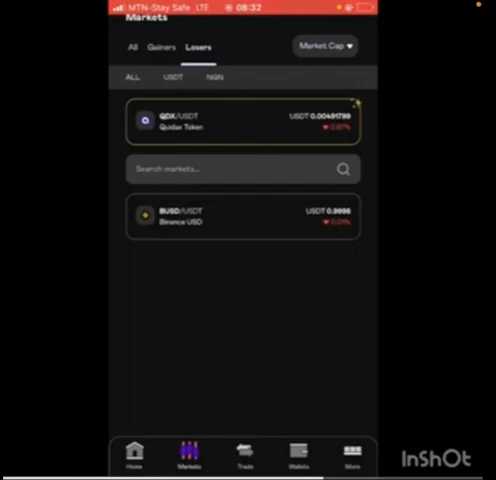 MTN-Stay Safe LTE 08:32
Markets
All Gainers Losers Market Cap
ALL USDT NGN
QDX/USDT USDT 0.00491799
Quidax Token 0.87%
Search markets...
BUSD/USDT USDT 0.9998
Binance USD 0.01%
Home Markets Trade Wallets More
InShOt